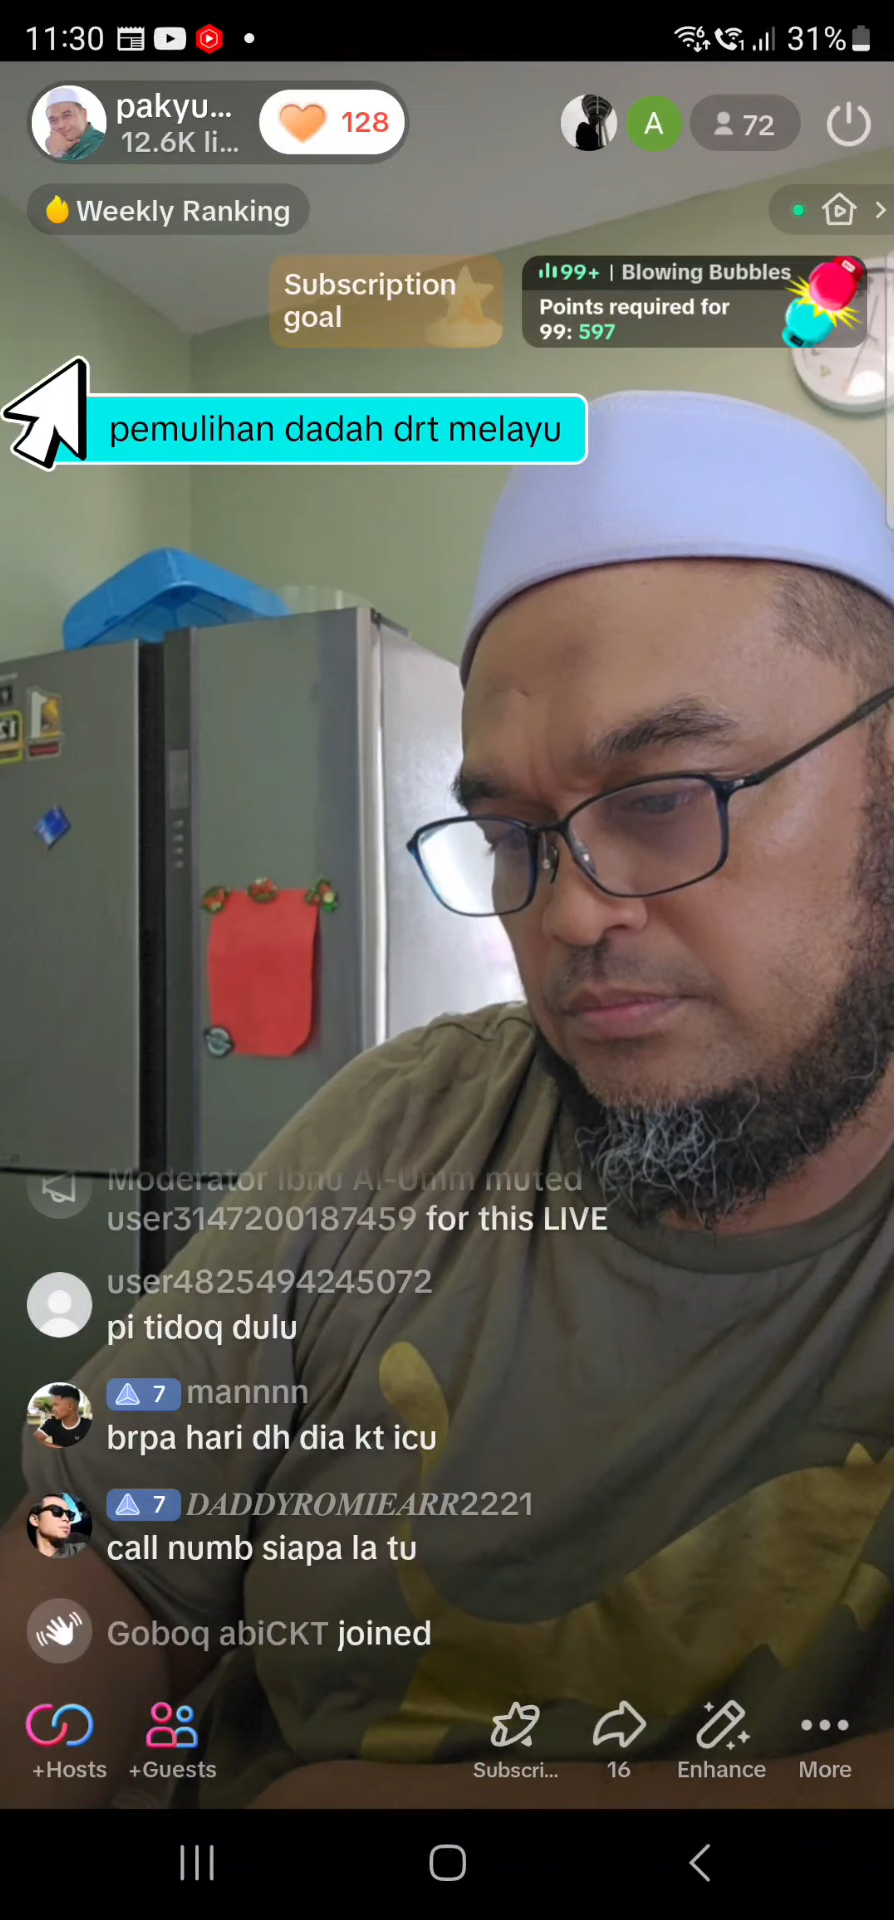 11:30
31%
pakyu...
12.6K li...
128
A
72
Weekly Ranking
Subscription
goal
99+ | Blowing Bubbles
Points required for
99: 597
pemulihan dadah drt melayu
Moderator Ibnu Al-Umm muted
user3147200187459 for this LIVE
user4825494245072
pi tidoq dulu
7 mannnn
brpa hari dh dia kt icu
7 DADDYROMIEARR2221
call numb siapa la tu
Goboq abiCKT joined
+Hosts
+Guests
Subscri...
16
Enhance
More